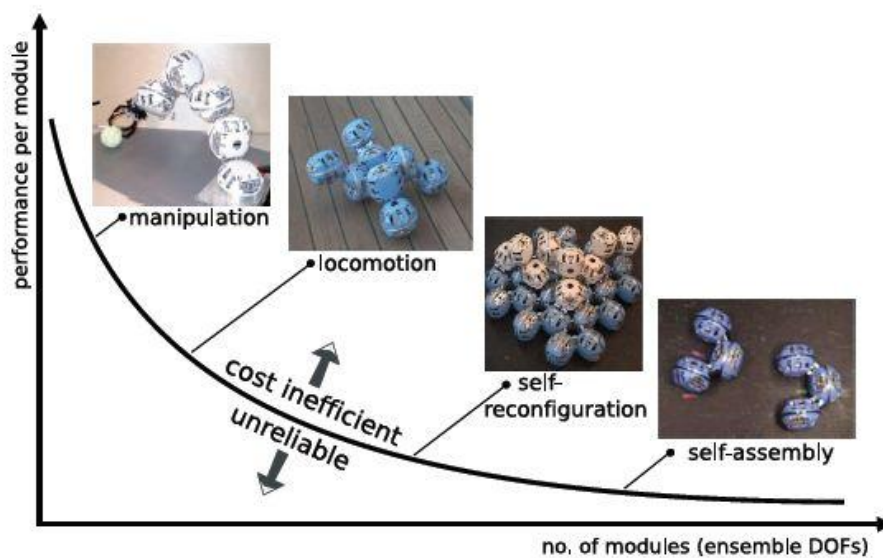 performance per module
manipulation
locomotion
self-
reconfiguration
self-assembly
cost inefficient
unreliable
no. of modules (ensemble DOFs)